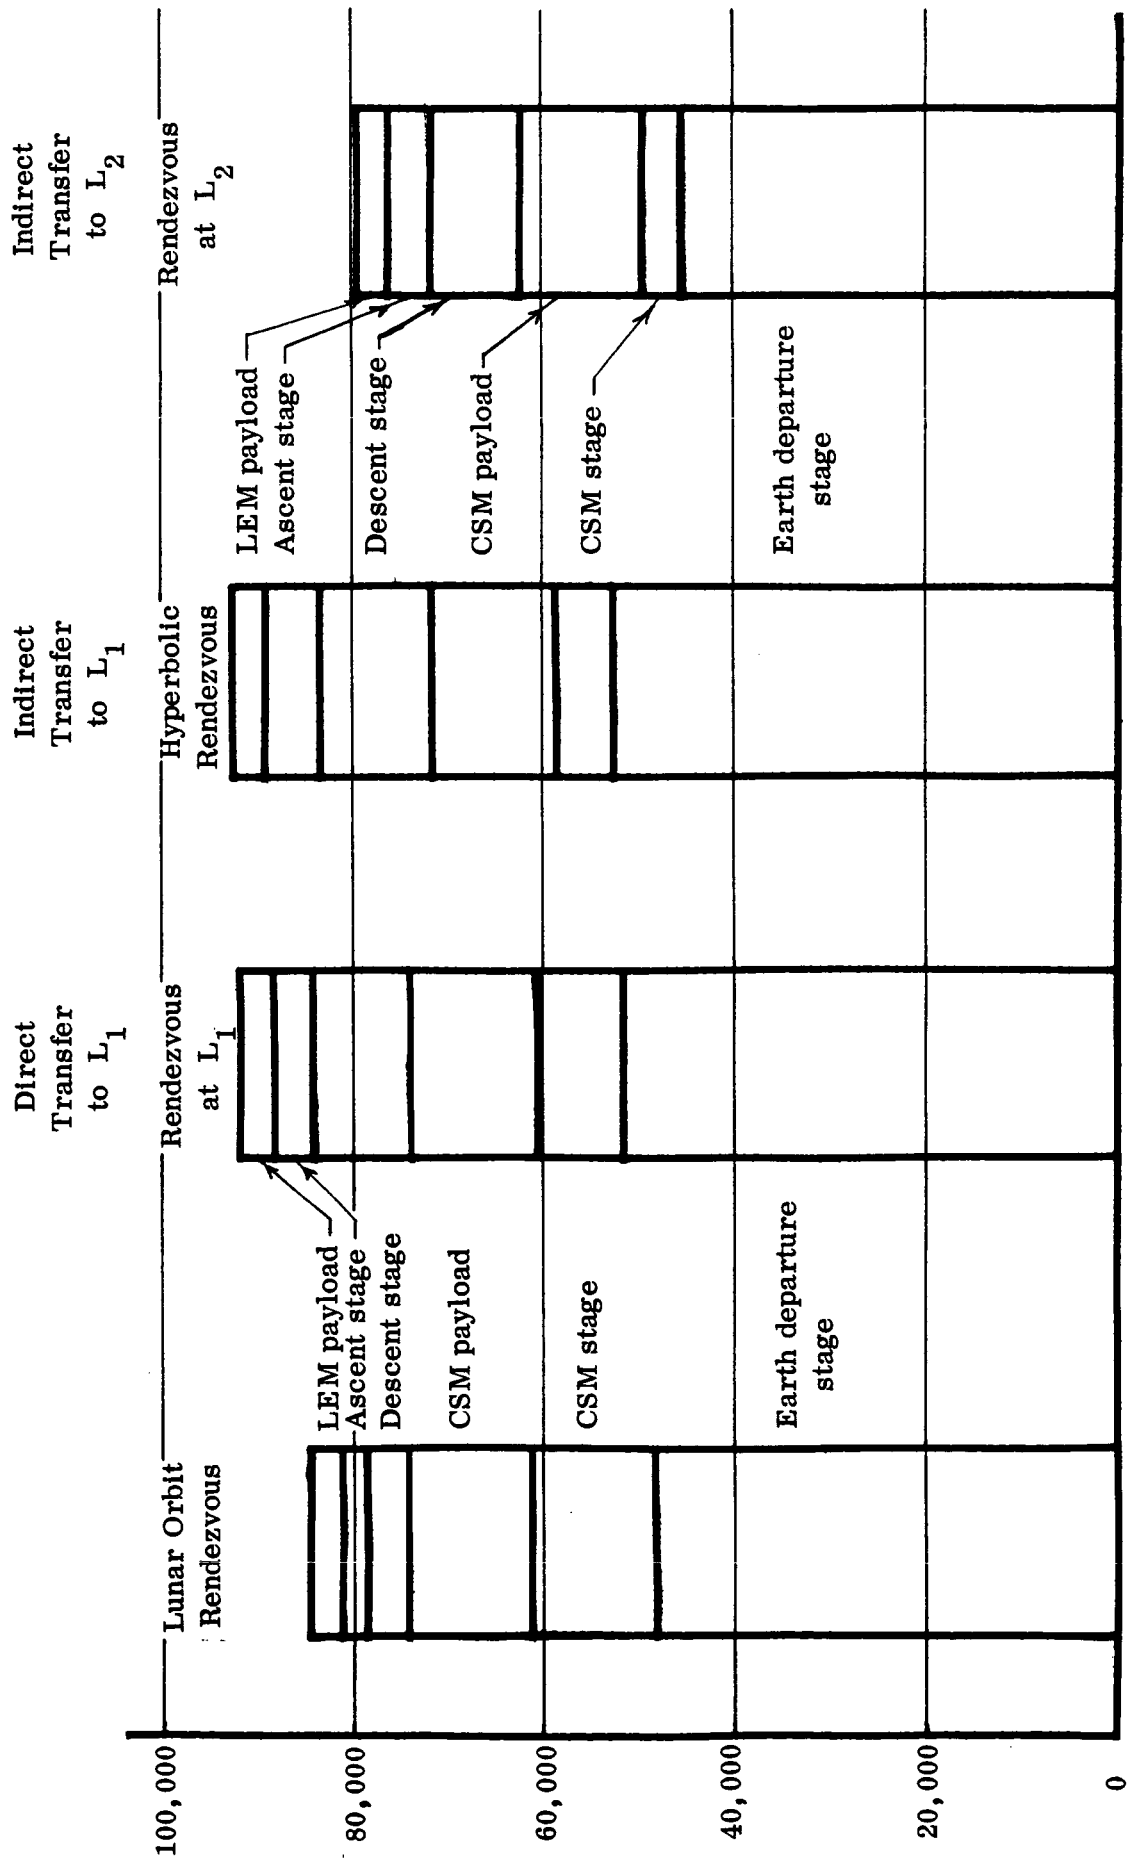 Direct
Transfer
to L1
Indirect
Transfer
to L1
Indirect
Transfer
to L2
100,000
80,000
60,000
40,000
20,000
0
Lunar Orbit
Rendezvous
LEM payload
Ascent stage
Descent stage
CSM payload
CSM stage
Earth departure
stage
Rendezvous
at L1
Hyperbolic
Rendezvous
LEM payload
Ascent stage
Descent stage
CSM payload
CSM stage
Earth departure
stage
Rendezvous
at L2